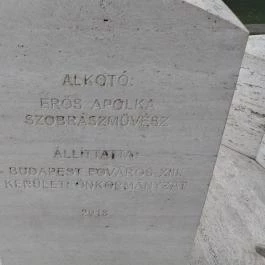 ALKOTÓ:
ERŐS APOLKA
SZOBRÁSZMŰVÉSZ
ÁLLÍTTATTA:
BUDAPEST FŐVÁROS XIII.
KERÜLETI ÖNKORMÁNYZAT
2018